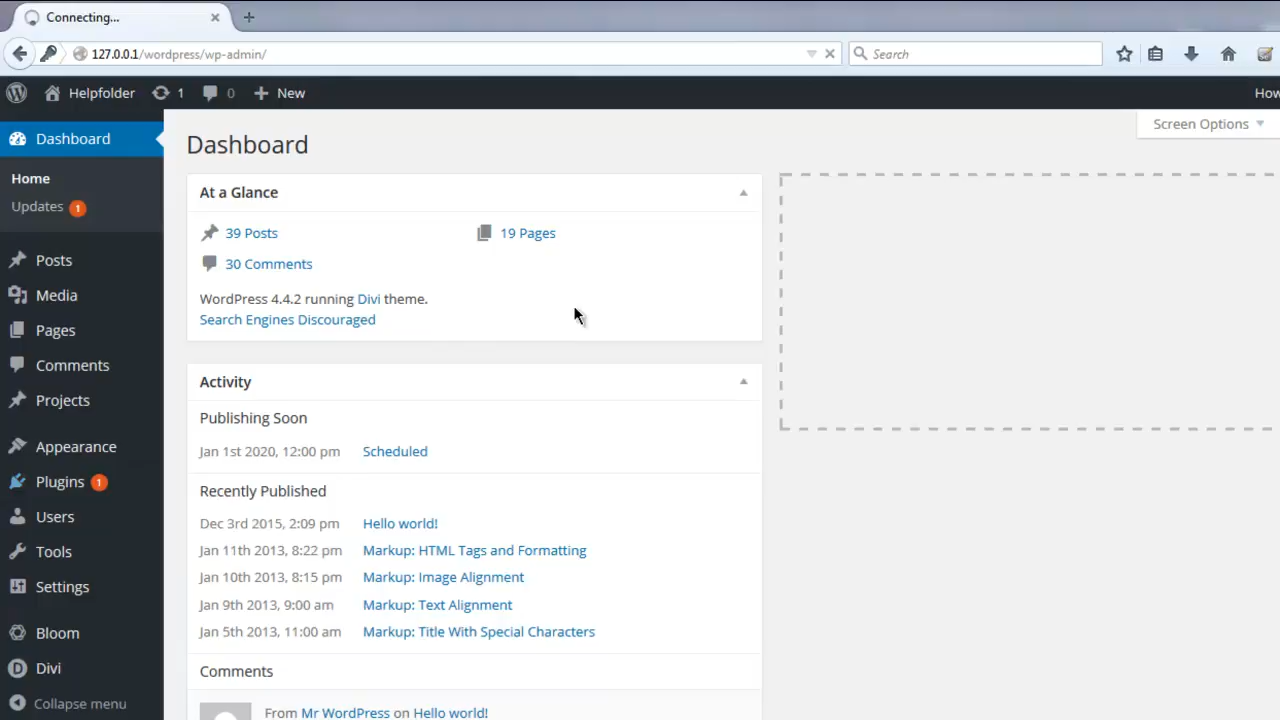 Connecting...
127.0.0.1/wordpress/wp-admin/
Search
Helpfolder
1
0
New
How
Dashboard
Home
Updates 1
Posts
Media
Pages
Comments
Projects
Appearance
Plugins 1
Users
Tools
Settings
Bloom
Divi
Collapse menu
Screen Options
Dashboard
At a Glance
39 Posts
19 Pages
30 Comments
WordPress 4.4.2 running Divi theme.
Search Engines Discouraged
Activity
Publishing Soon
Jan 1st 2020, 12:00 pm Scheduled
Recently Published
Dec 3rd 2015, 2:09 pm Hello world!
Jan 11th 2013, 8:22 pm Markup: HTML Tags and Formatting
Jan 10th 2013, 8:15 pm Markup: Image Alignment
Jan 9th 2013, 9:00 am Markup: Text Alignment
Jan 5th 2013, 11:00 am Markup: Title With Special Characters
Comments
From Mr WordPress on Hello world!